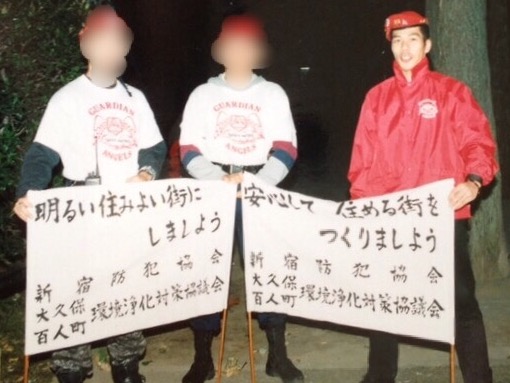 GUARDIAN
ANGELS
GUARDIAN
ANGELS
明るい住みよい街に
しましよう
新宿防犯協会
大久保
百人町
環境浄化対策協議会
安心して住める街を
つくりましよう
新宿防犯協会
大久保
百人町
環境浄化対策協議会